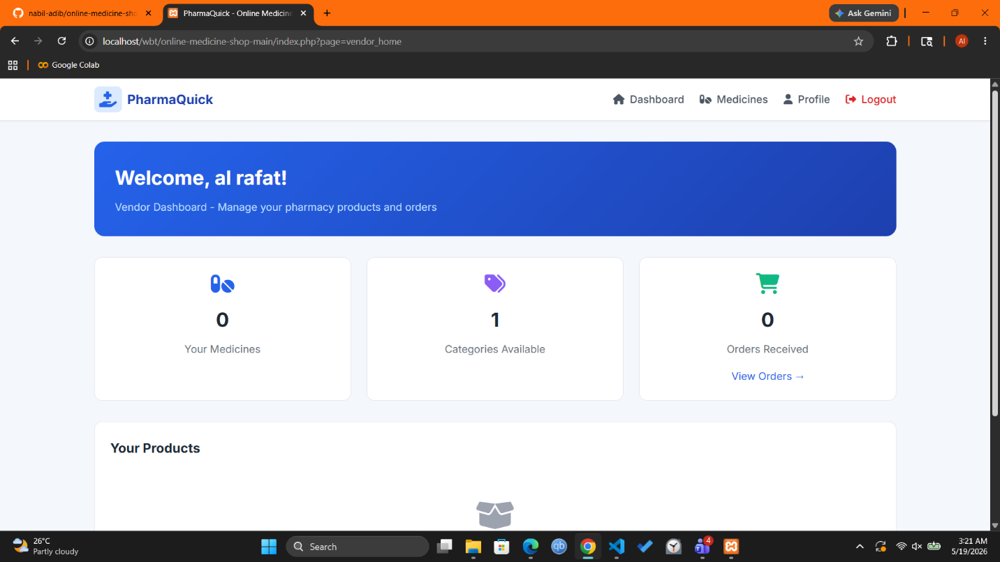 nabil-adib/online-medicine-sho
PharmaQuick - Online Medicine
Ask Gemini
localhost/wbt/online-medicine-shop-main/index.php?page=vendor_home
Al
Google Colab
PharmaQuick
Dashboard
Medicines
Profile
Logout
Welcome, al rafat!
Vendor Dashboard - Manage your pharmacy products and orders
0
Your Medicines
1
Categories Available
0
Orders Received
View Orders →
Your Products
26°C
Partly cloudy
Search
qb
4
3:21 AM
5/19/2026